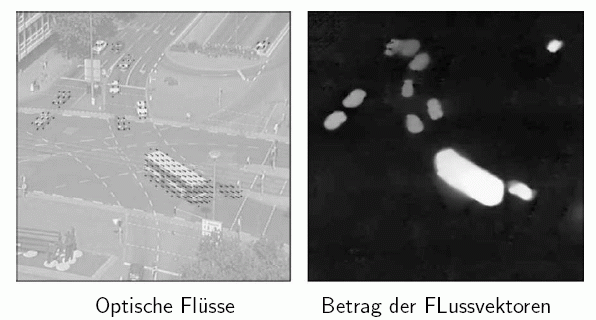 Optische Flüsse
Betrag der FLussvektoren